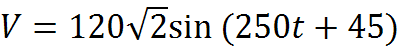 V = 120√2sin (250t + 45)